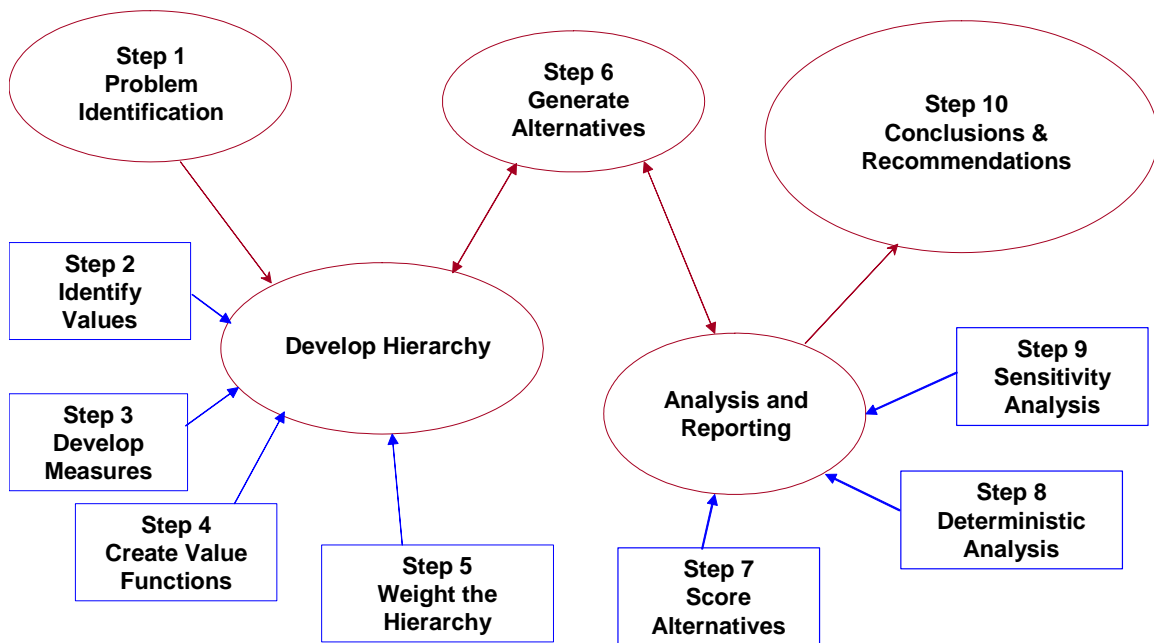 Step 1
Problem
Identification
Step 6
Generate
Alternatives
Step 10
Conclusions &
Recommendations
Step 2
Identify
Values
Develop Hierarchy
Step 3
Develop
Measures
Step 4
Create Value
Functions
Step 5
Weight the
Hierarchy
Analysis and
Reporting
Step 9
Sensitivity
Analysis
Step 8
Deterministic
Analysis
Step 7
Score
Alternatives